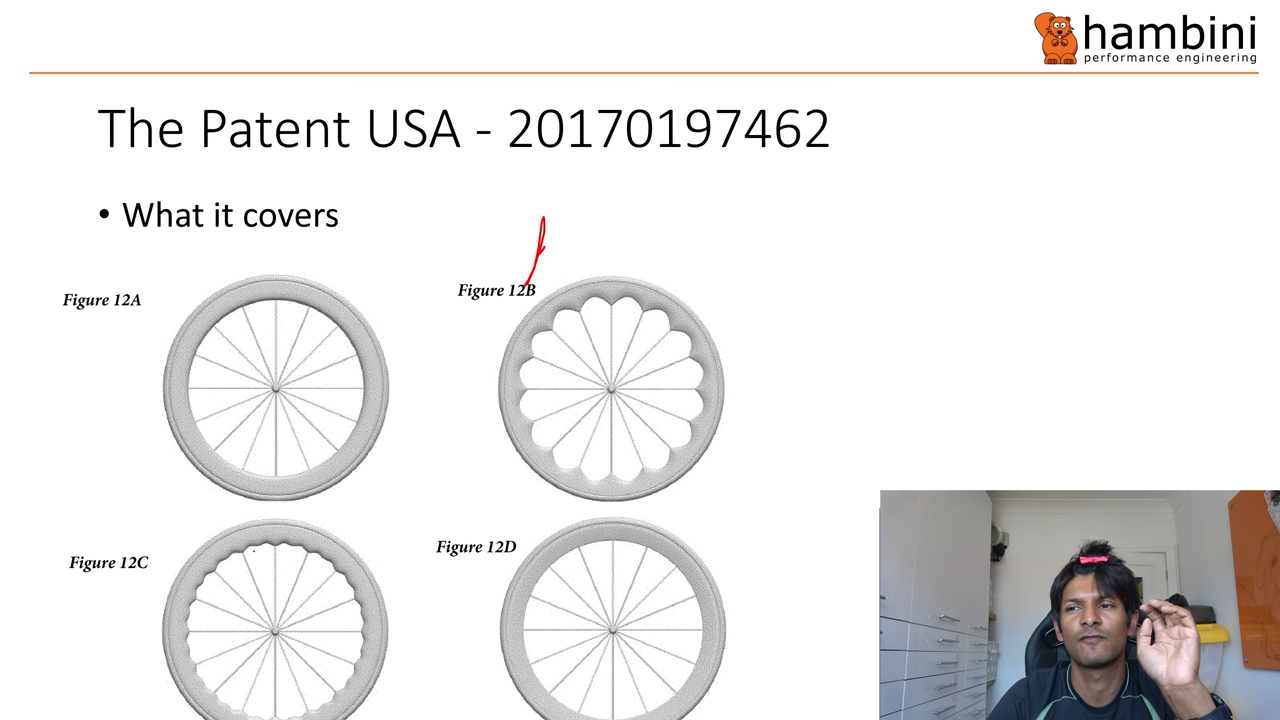 hambini
performance engineering
The Patent USA - 20170197462
• What it covers
Figure 12A
Figure 12B
Figure 12C
Figure 12D